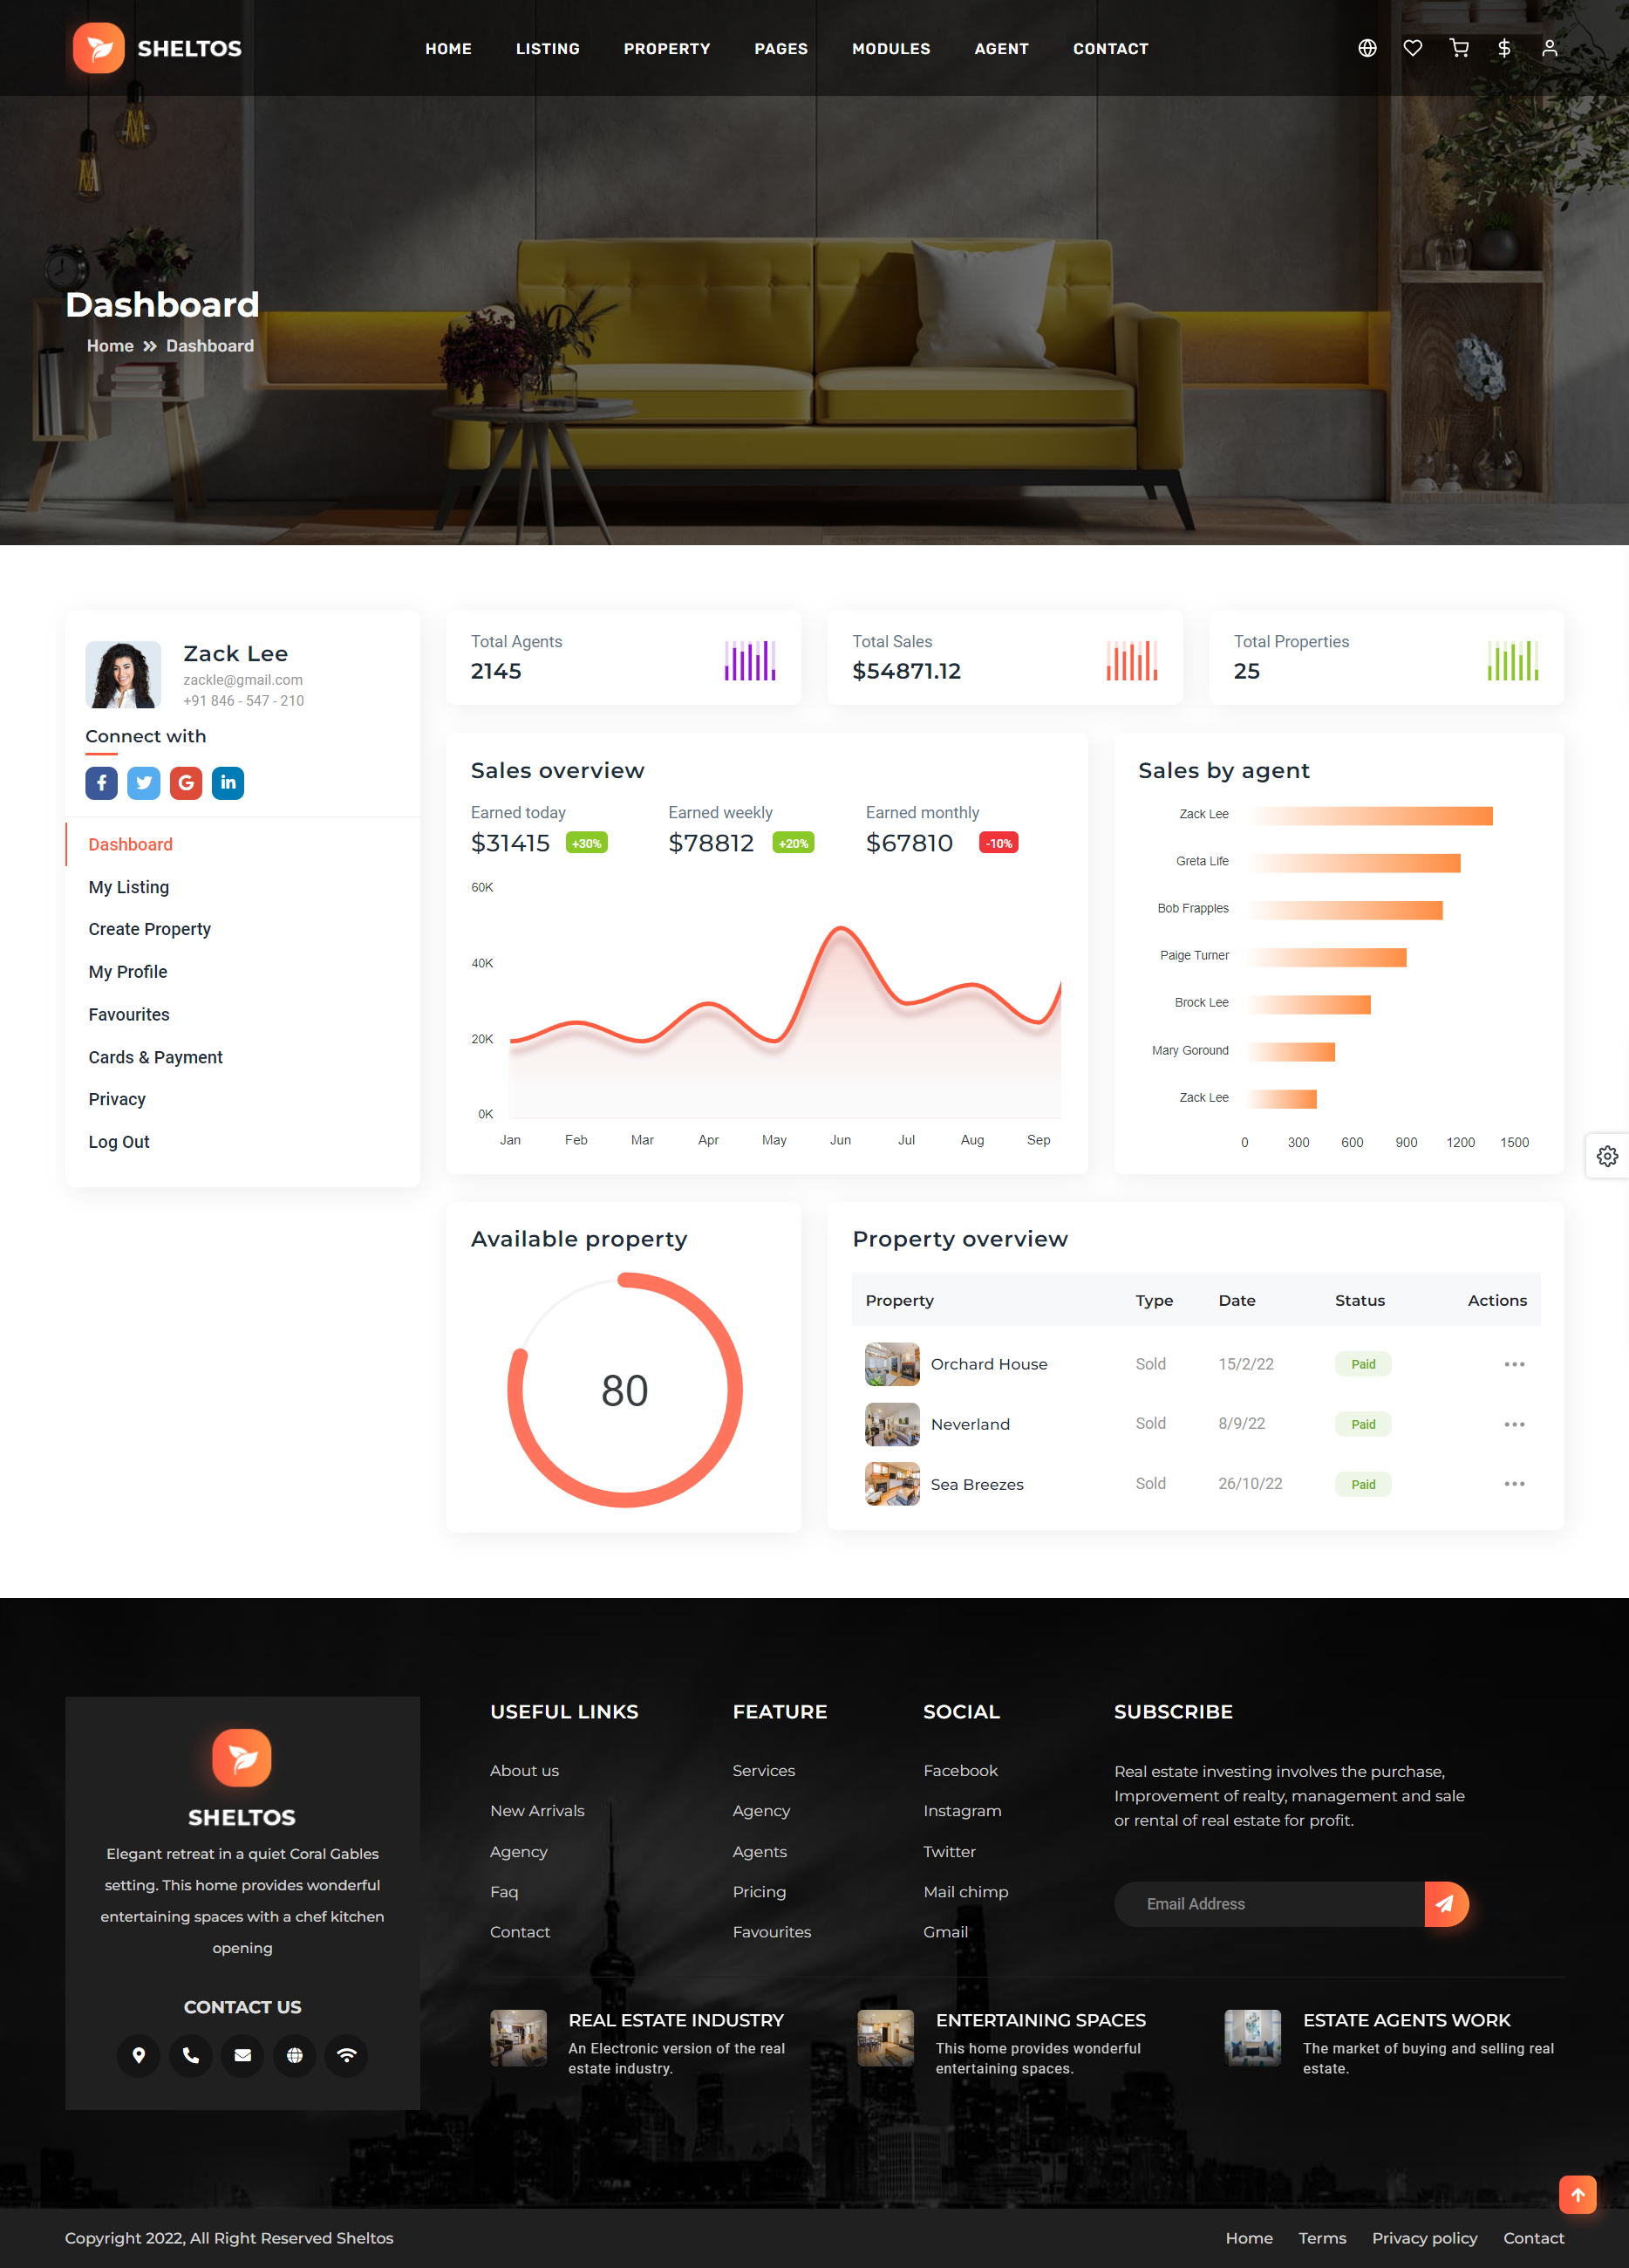 SHELTOS
HOME LISTING PROPERTY PAGES MODULES AGENT CONTACT
Dashboard
Home » Dashboard
Zack Lee
zackle@gmail.com
+91 846 - 547 - 210
Connect with
Dashboard
My Listing
Create Property
My Profile
Favourites
Cards & Payment
Privacy
Log Out
Total Agents
2145
Total Sales
$54871.12
Total Properties
25
Sales overview
Earned today
$31415 +30%
Earned weekly
$78812 +20%
Earned monthly
$67810 -10%
60K
40K
20K
0K
Jan Feb Mar Apr May Jun Jul Aug Sep
Sales by agent
Zack Lee
Greta Life
Bob Frapples
Paige Turner
Brock Lee
Mary Goround
Zack Lee
0 300 600 900 1200 1500
Available property
80
Property overview
Property Type Date Status Actions
Orchard House Sold 15/2/22 Paid
Neverland Sold 8/9/22 Paid
Sea Breezes Sold 26/10/22 Paid
SHELTOS
Elegant retreat in a quiet Coral Gables
setting. This home provides wonderful
entertaining spaces with a chef kitchen
opening
CONTACT US
USEFUL LINKS
About us
New Arrivals
Agency
Faq
Contact
FEATURE
Services
Agency
Agents
Pricing
Favourites
SOCIAL
Facebook
Instagram
Twitter
Mail chimp
Gmail
SUBSCRIBE
Real estate investing involves the purchase,
Improvement of realty, management and sale
or rental of real estate for profit.
Email Address
REAL ESTATE INDUSTRY
An Electronic version of the real
estate industry.
ENTERTAINING SPACES
This home provides wonderful
entertaining spaces.
ESTATE AGENTS WORK
The market of buying and selling real
estate.
Copyright 2022, All Right Reserved Sheltos
Home Terms Privacy policy Contact